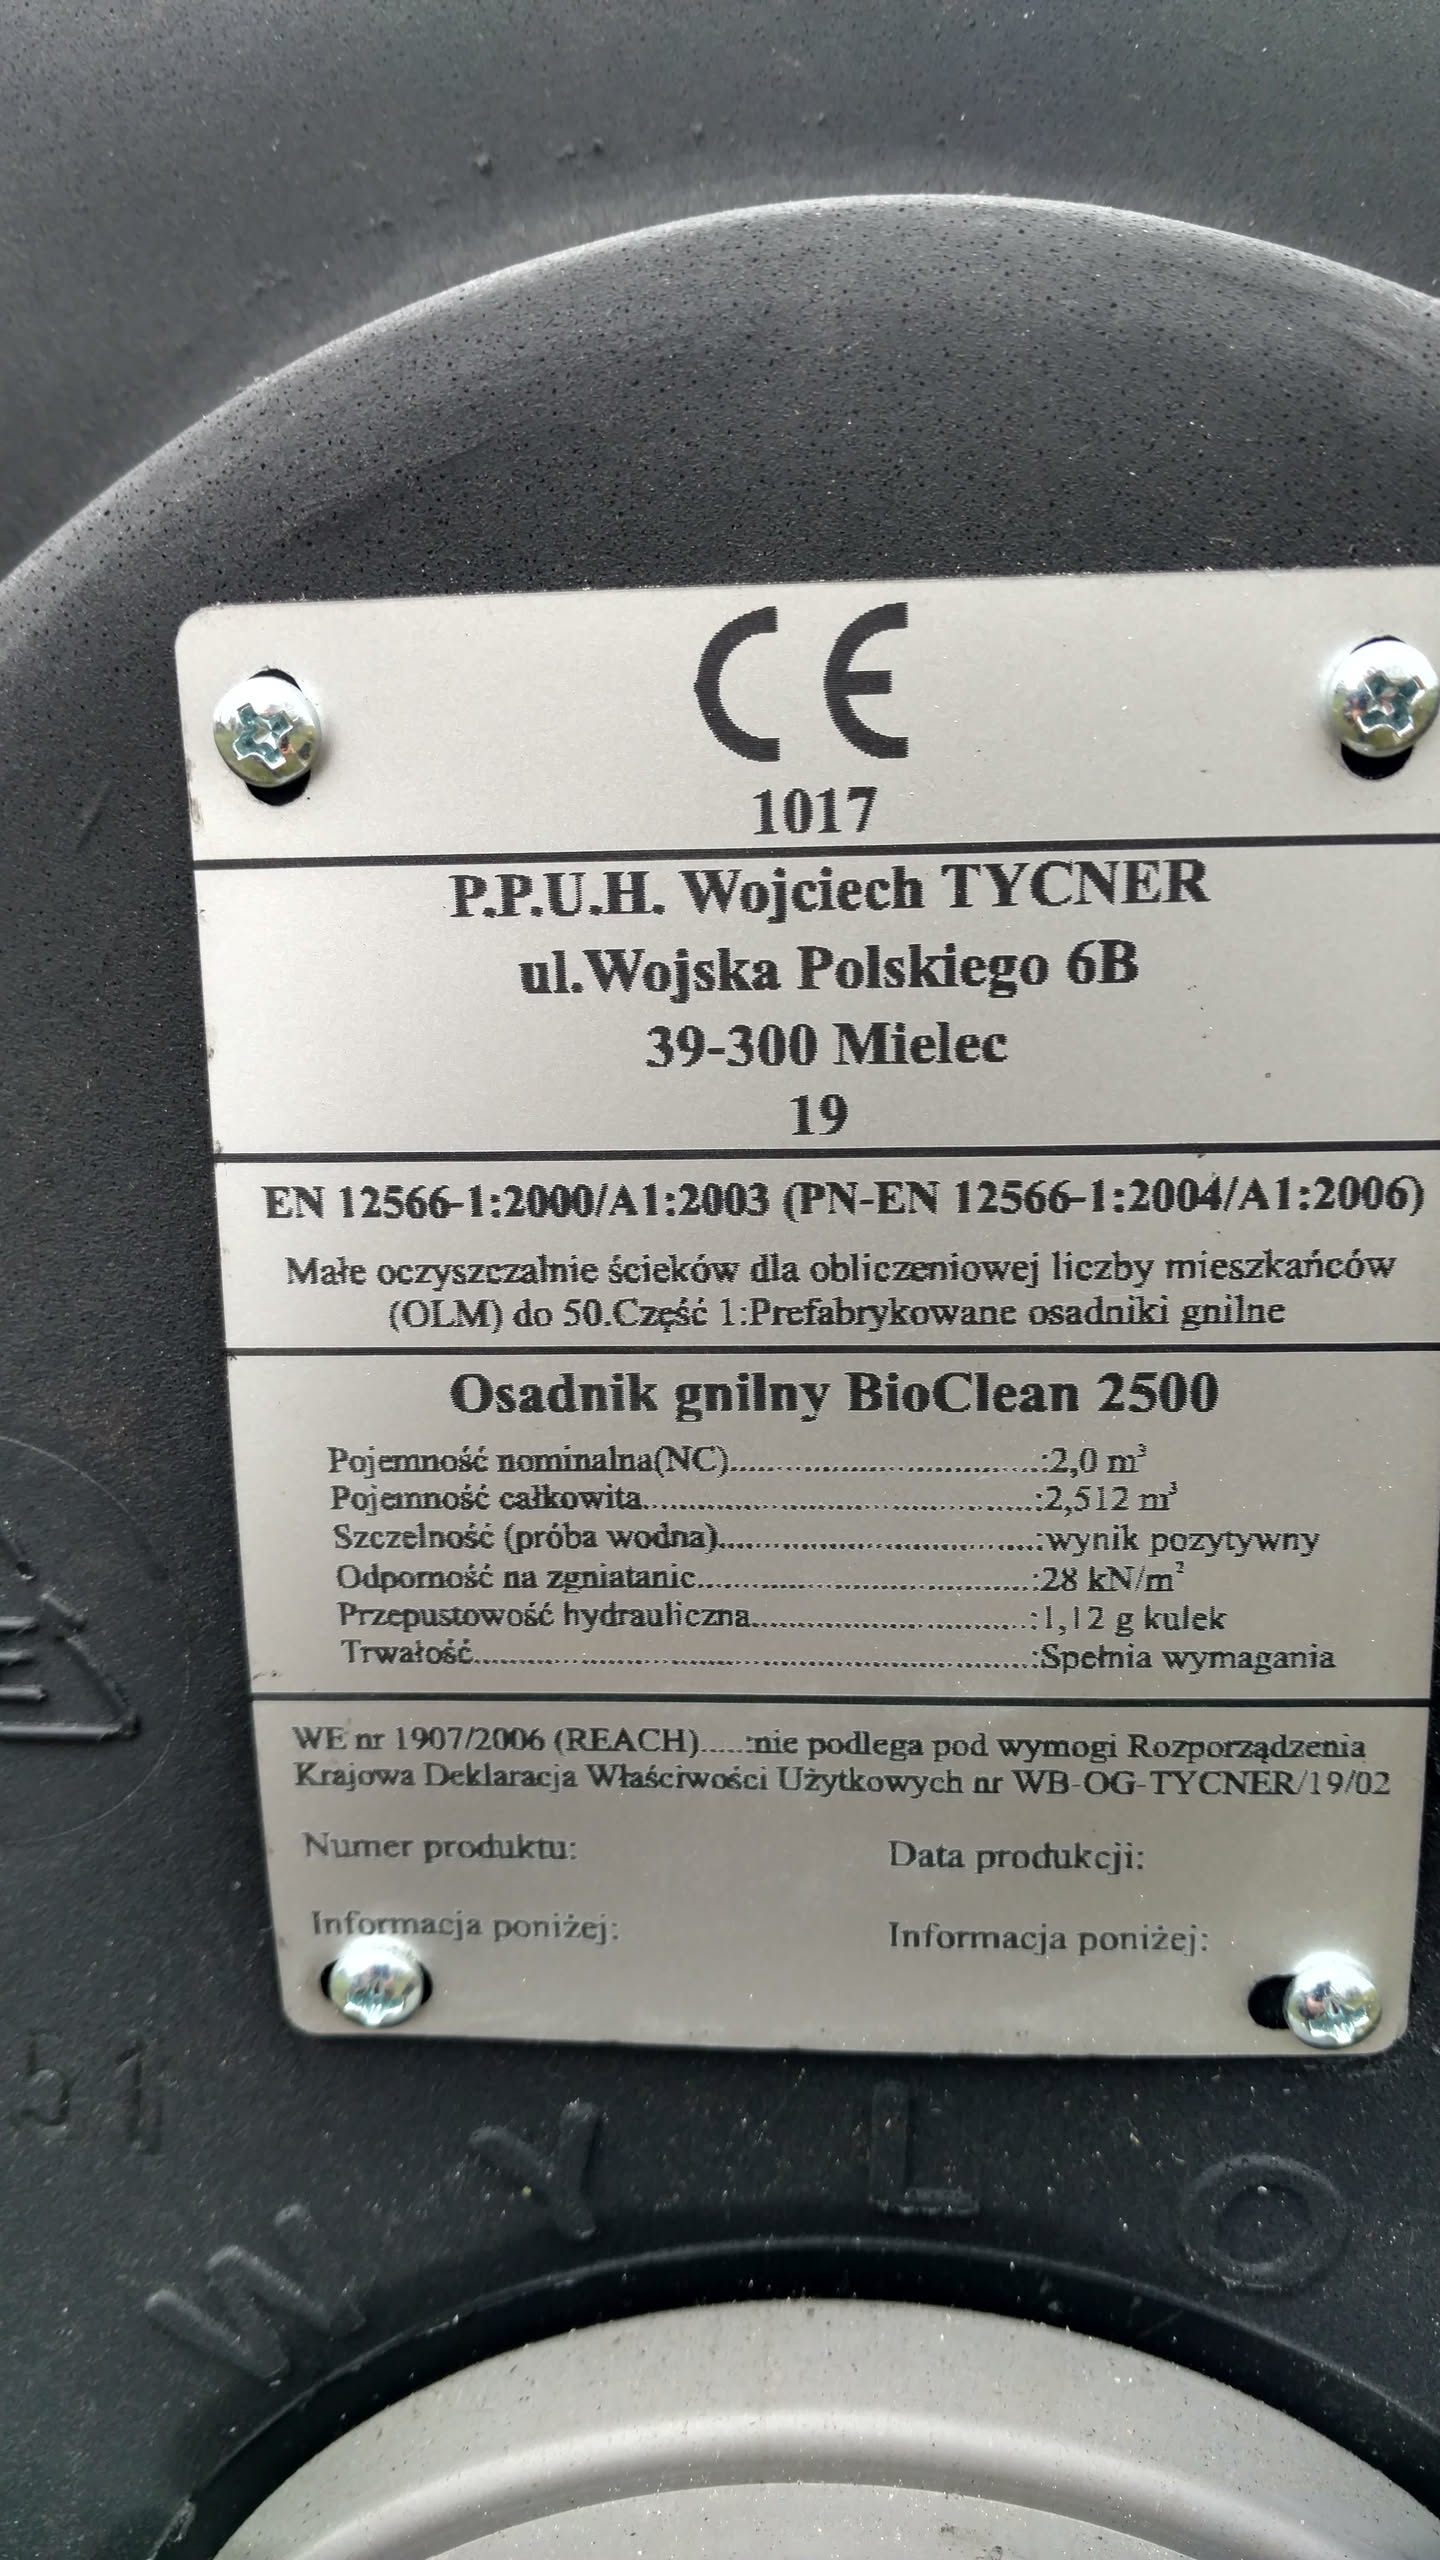 CE
1017
P.P.U.H. Wojciech TYCNER
ul.Wojska Polskiego 6B
39-300 Mielec
19
EN 12566-1:2000/A1:2003 (PN-EN 12566-1:2004/A1:2006)
Małe oczyszczalnie ścieków dla obliczeniowej liczby mieszkańców
(OLM) do 50.Część 1:Prefabrykowane osadniki gnilne
Osadnik gnilny BioClean 2500
Pojemność nominalna(NC)....................................:2,0 m³
Pojemność całkowita.............................................:2,512 m³
Szczelność (próba wodna).....................................:wynik pozytywny
Odporność na zgniatanie.......................................:28 kN/m²
Przepustowość hydrauliczna................................:1,12 g kulek
Trwałość................................................................:Spełnia wymagania
WE nr 1907/2006 (REACH).....:nie podlega pod wymogi Rozporządzenia
Krajowa Deklaracja Właściwości Użytkowych nr WB-OG-TYCNER/19/02
Numer produktu: Data produkcji:
Informacja poniżej: Informacja poniżej:
51
WYLO